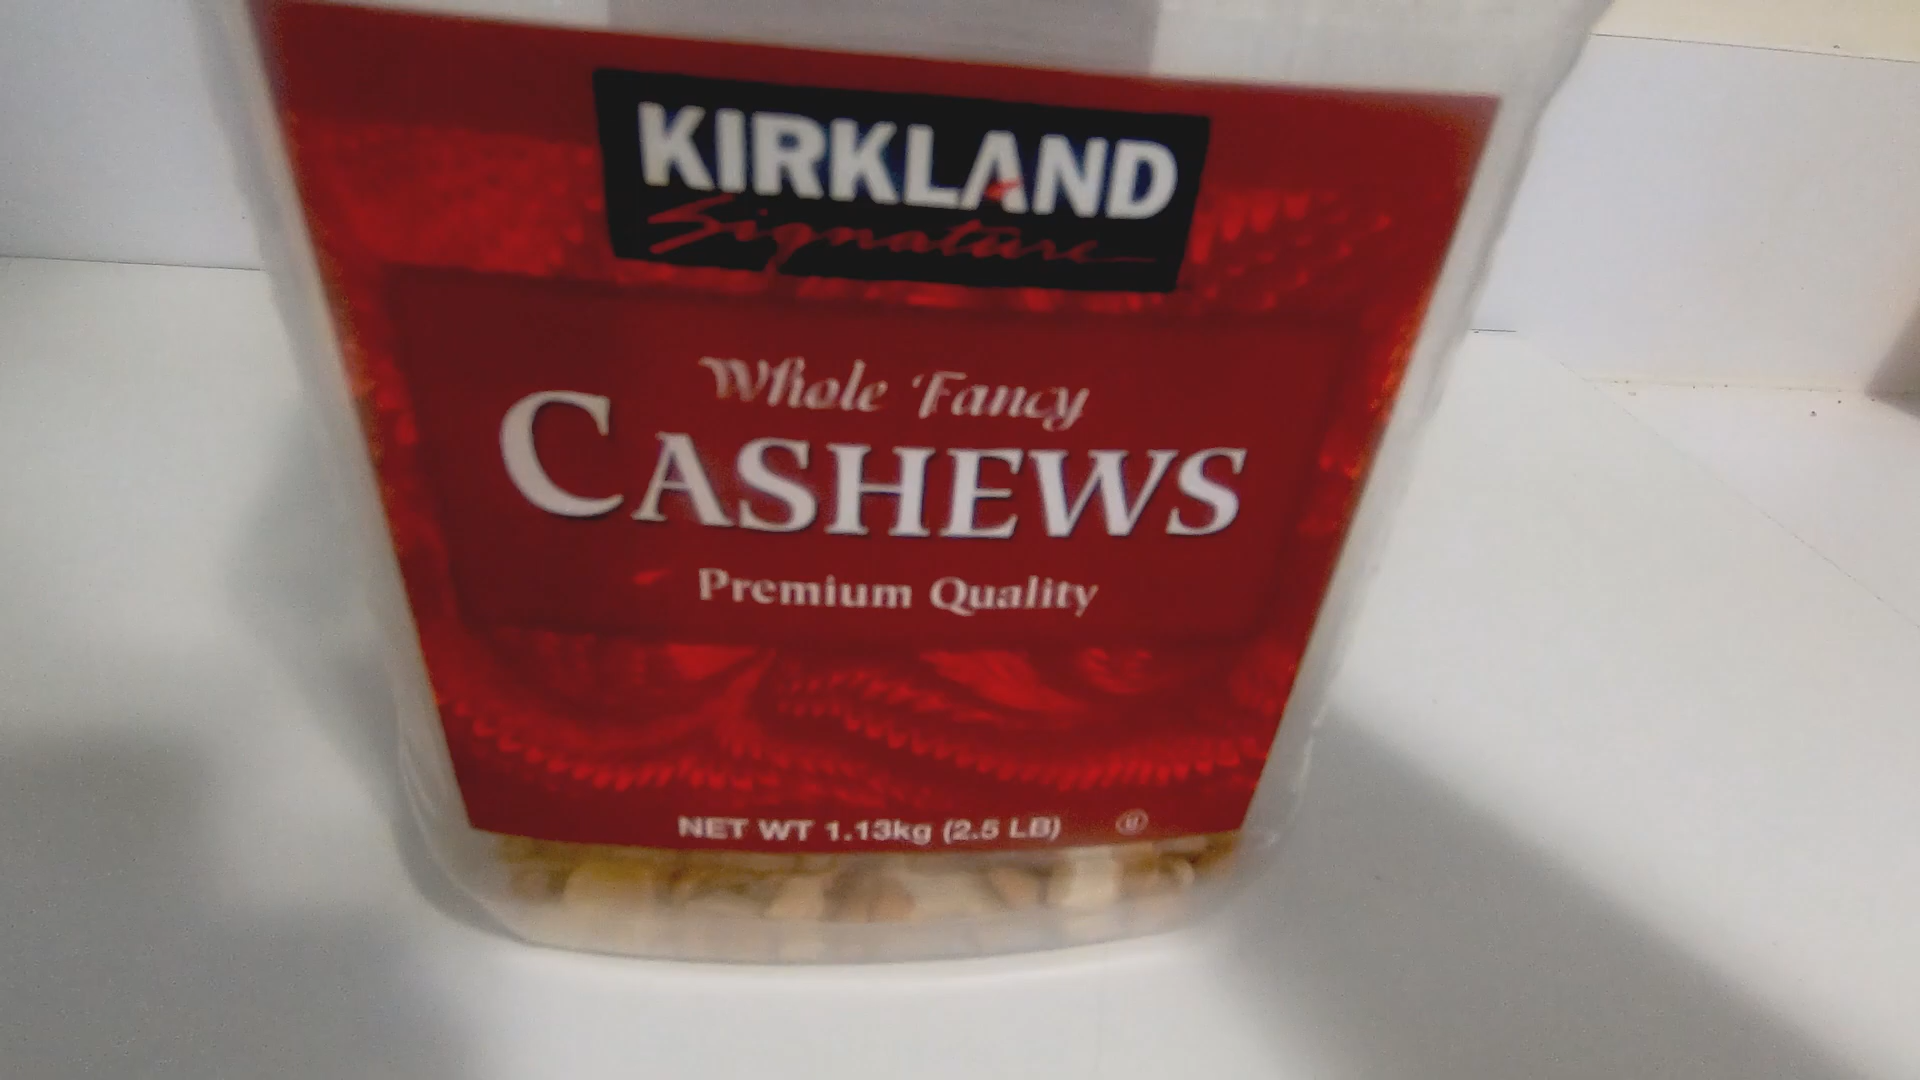 KIRKLAND
Signature
Whole Fancy
CASHEWS
Premium Quality
NET WT 1.13kg (2.5 LB) U